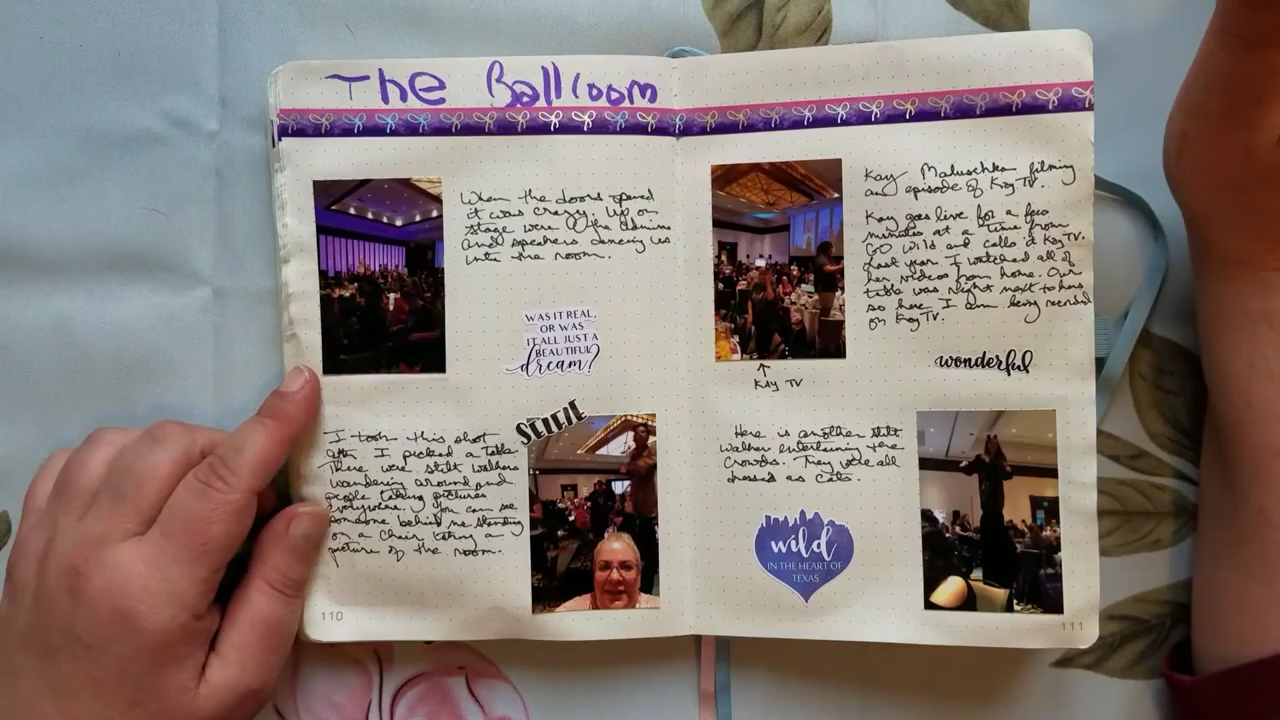 The Ballroom
When the doors opened
it was crazy. Up on
stage were all the admins
and speakers dancing us
into the room.
WAS IT REAL,
OR WAS
IT ALL JUST A
BEAUTIFUL
dream?
SELFIE
I took this shot
after I picked a table
There were stilt walkers
wandering around and
people taking pictures
everywhere. You can see
someone behind me standing
on a chair taking a
picture of the room.
110
Kay Maluschka filming
an episode of Kay TV.
Kay goes live for a few
minutes at a time from
GO Wild and calls it Kay TV.
Last year I watched all of
her videos from home. Our
table was right next to hers
so here I am being recorded
on Kay TV.
wonderful
↑
KAY TV
Here is another stilt
walker entertaining the
crowds. They were all
dressed as cats.
wild
IN THE HEART OF
TEXAS
111